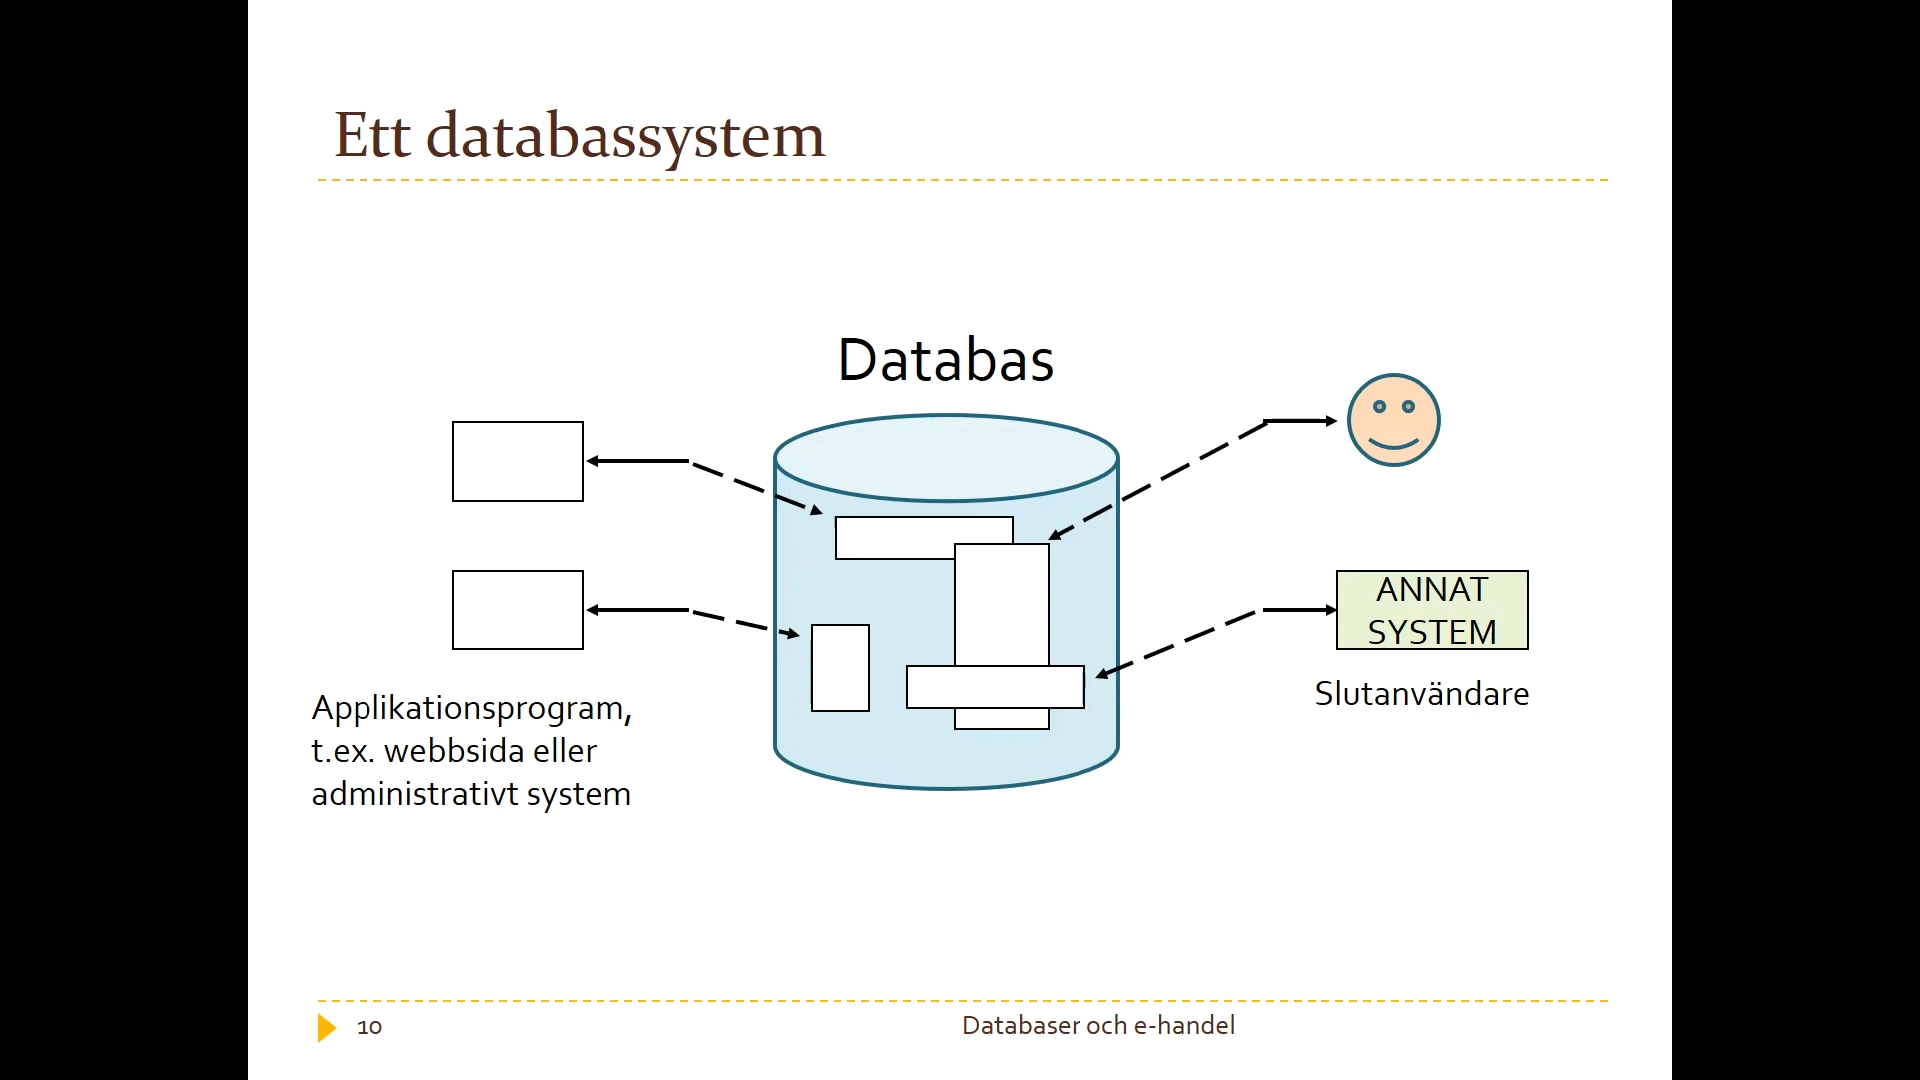 Ett databassystem
Databas
ANNAT
SYSTEM
Slutanvändare
Applikationsprogram,
t.ex. webbsida eller
administrativt system
10
Databaser och e-handel